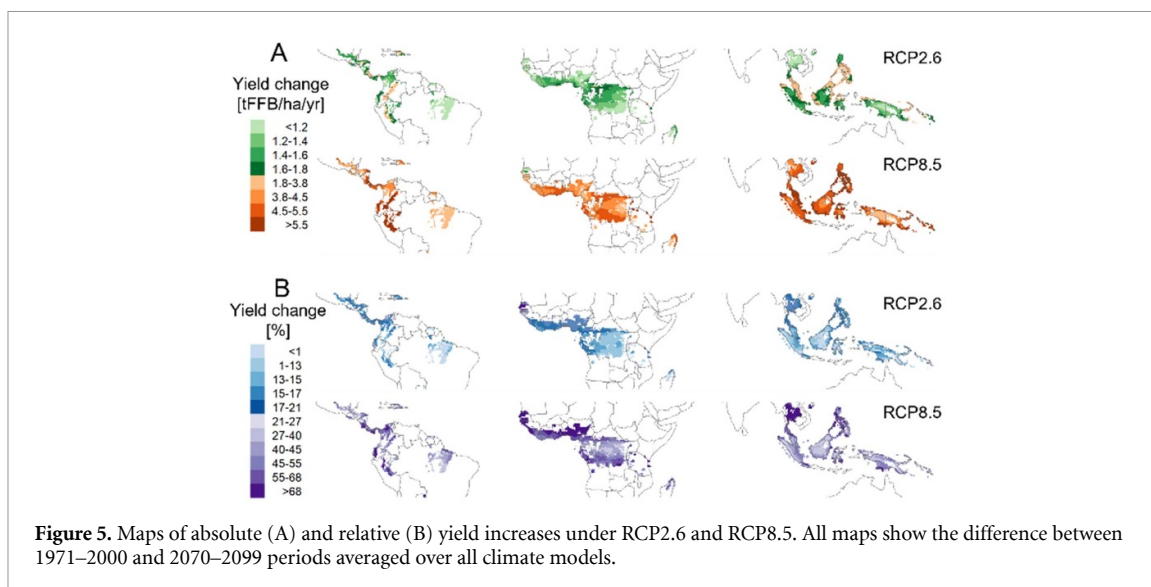 A
Yield change
[tFFB/ha/yr]
<1.2
1.2-1.4
1.4-1.6
1.6-1.8
1.8-3.8
3.8-4.5
4.5-5.5
>5.5
RCP2.6
RCP8.5
B
Yield change
[%]
<1
1-13
13-15
15-17
17-21
21-27
27-40
40-45
45-55
55-68
>68
RCP2.6
RCP8.5
Figure 5. Maps of absolute (A) and relative (B) yield increases under RCP2.6 and RCP8.5. All maps show the difference between
1971–2000 and 2070–2099 periods averaged over all climate models.